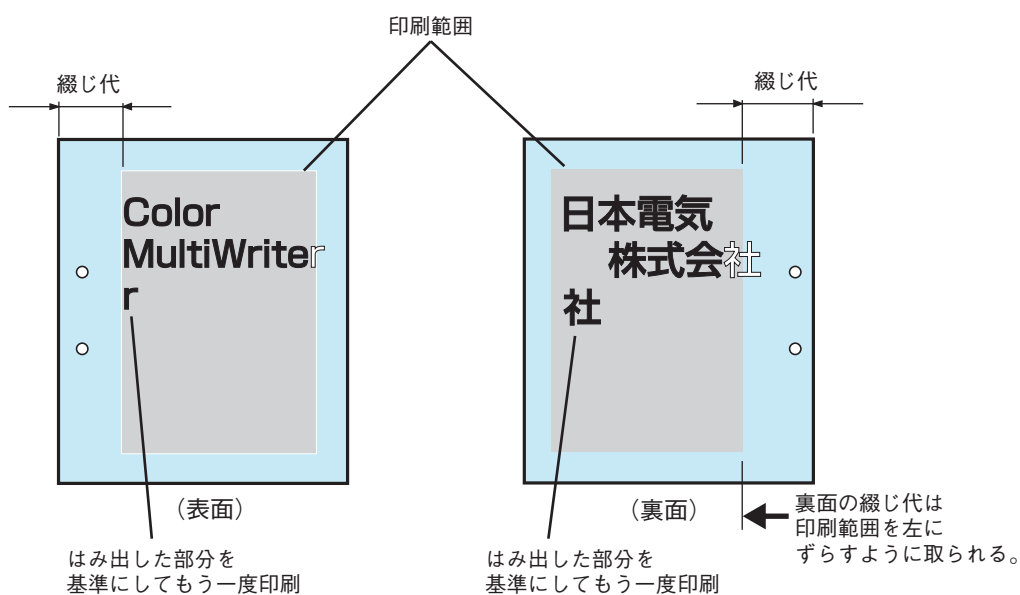 印刷範囲
綴じ代
綴じ代
Color
MultiWriter
r
日本電気
株式会社
社
（表面）
（裏面）
裏面の綴じ代は
印刷範囲を左に
ずらすように取られる。
はみ出した部分を
基準にしてもう一度印刷
はみ出した部分を
基準にしてもう一度印刷